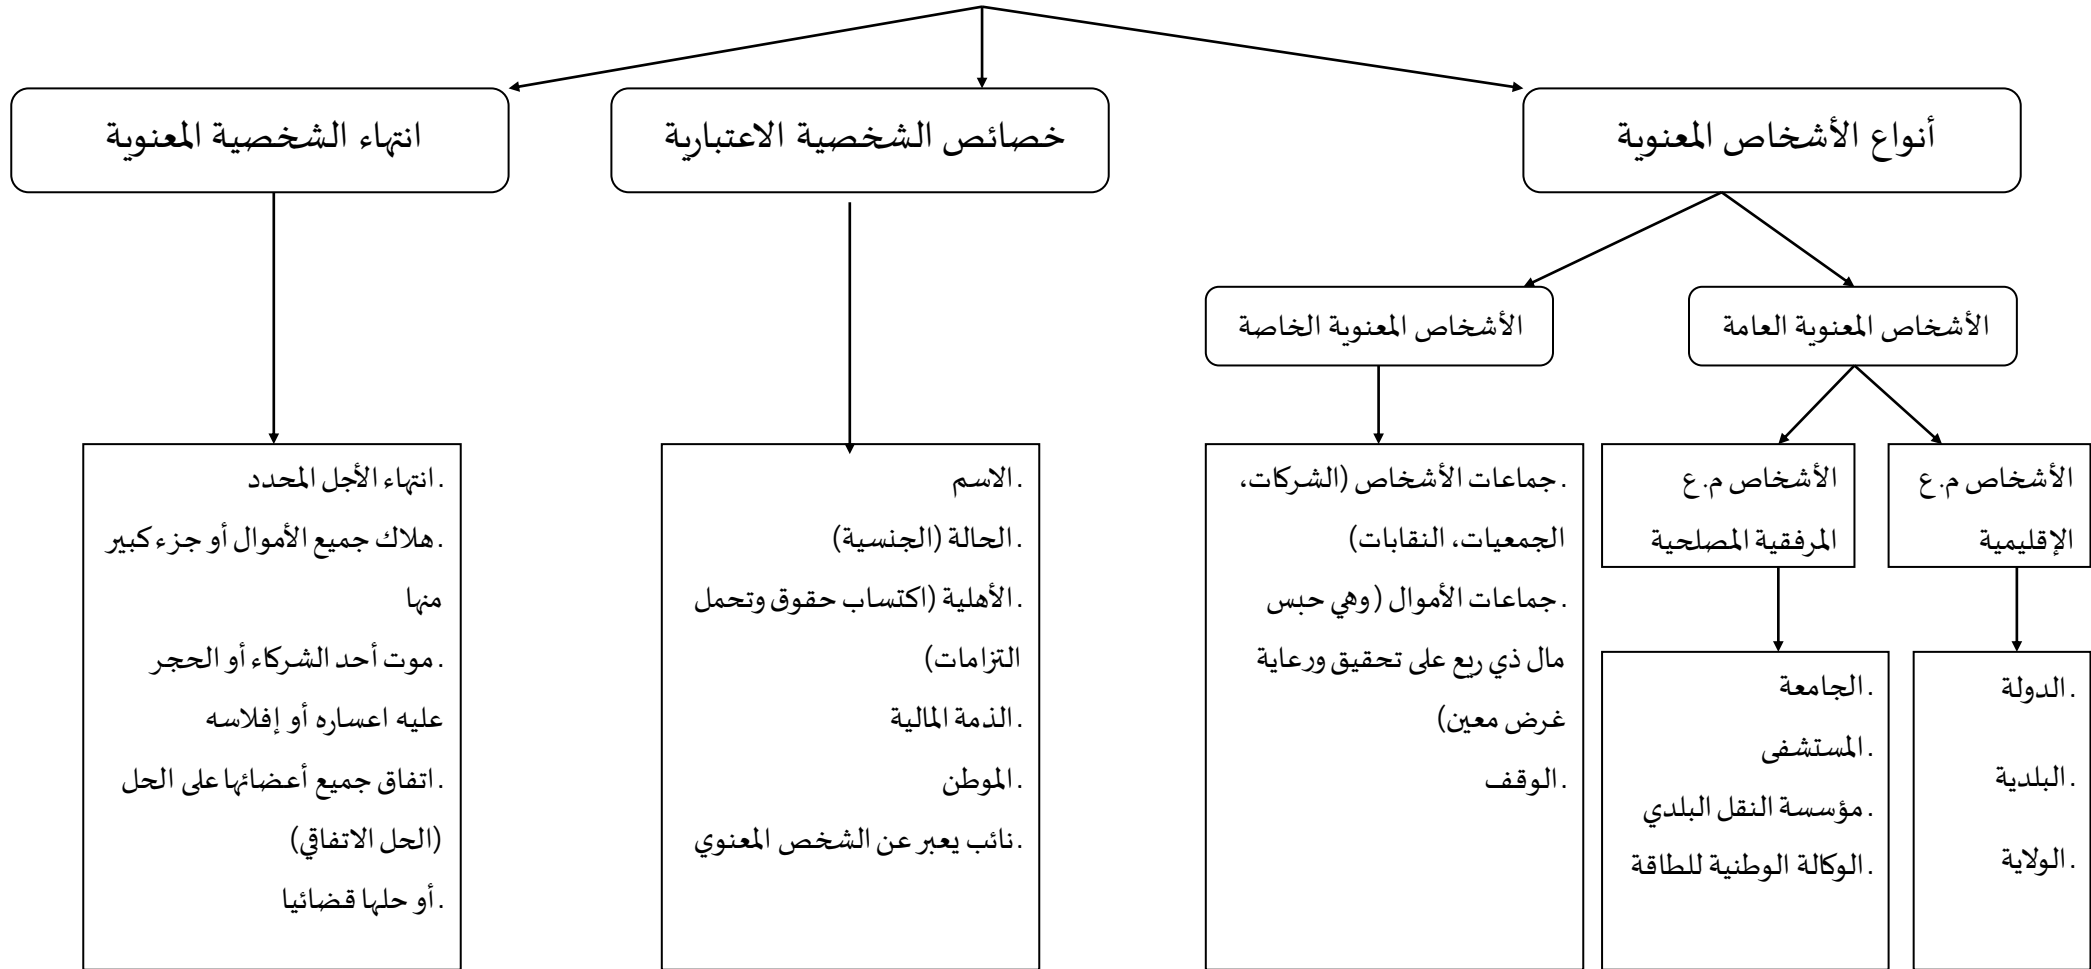 أنواع الأشخاص المعنوية
خصائص الشخصية الاعتبارية
انتهاء الشخصية المعنوية
الأشخاص المعنوية العامة
الأشخاص المعنوية الخاصة
الأشخاص م.ع
الإقليمية
الأشخاص م.ع
المرفقية المصلحية
.الدولة
.البلدية
.الولاية
.الجامعة
.المستشفى
.مؤسسة النقل البلدي
.الوكالة الوطنية للطاقة
.جماعات الأشخاص (الشركات،
الجمعيات، النقابات)
.جماعات الأموال (وهي حبس
مال ذي ريع على تحقيق ورعاية
غرض معين)
.الوقف
.الاسم
.الحالة (الجنسية)
.الأهلية (اكتساب حقوق وتحمل
التزامات)
.الذمة المالية
.الموطن
.نائب يعبر عن الشخص المعنوي
.انتهاء الأجل المحدد
.هلاك جميع الأموال أو جزء كبير
منها
.موت أحد الشركاء أو الحجر
عليه اعساره أو إفلاسه
.اتفاق جميع أعضائها على الحل
(الحل الاتفاقي)
.أو حلها قضائيا